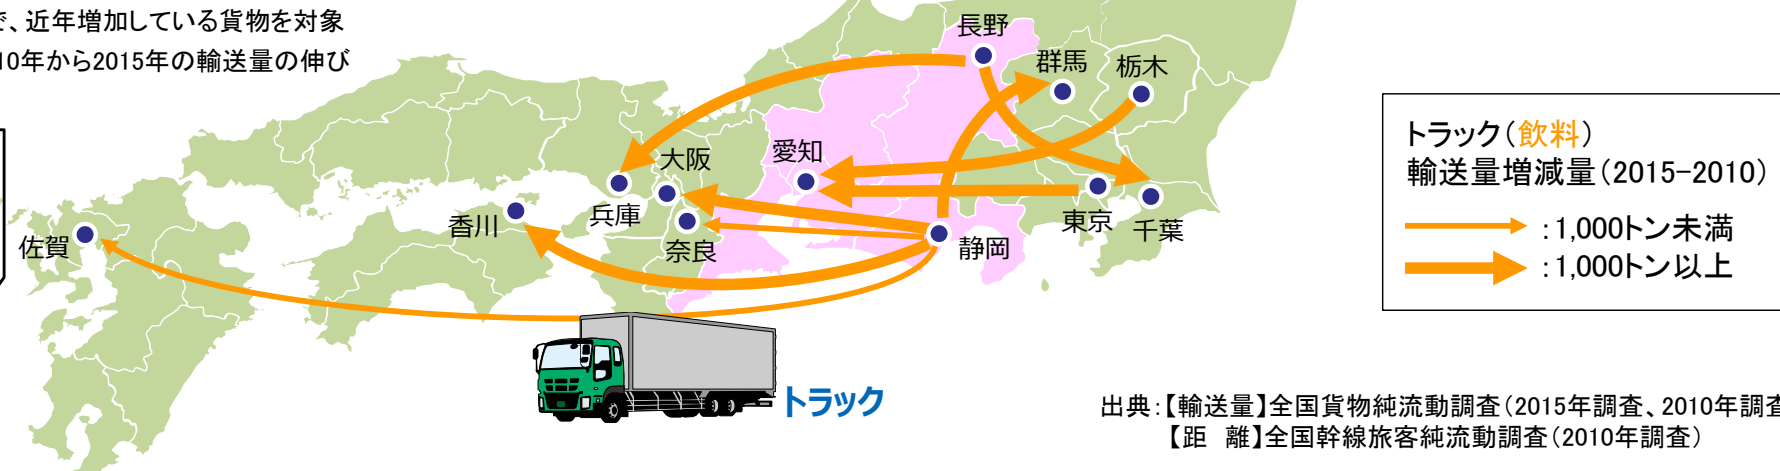 で、近年増加している貨物を対象
10年から2015年の輸送量の伸び
長野
群馬
栃木
大阪
愛知
兵庫
香川
奈良
佐賀
静岡
東京
千葉
トラック(飲料)
輸送量増減量(2015-2010)
:1,000トン未満
:1,000トン以上
トラック
出典:【輸送量】全国貨物純流動調査(2015年調査、2010年調査
【距 離】全国幹線旅客純流動調査(2010年調査)